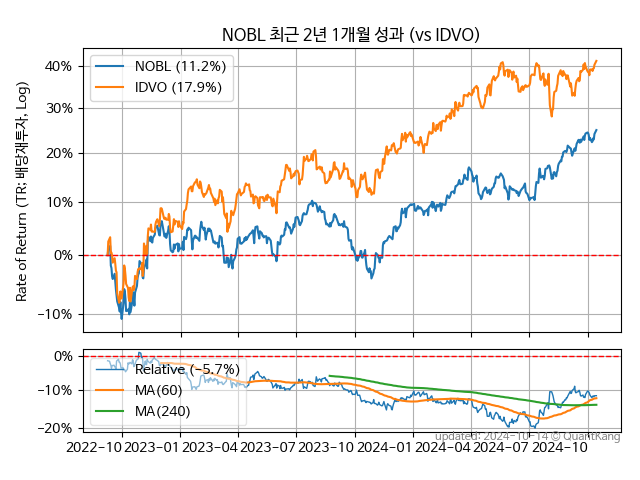 NOBL 최근 2년 1개월 성과 (vs IDVO)
Rate of Return (TR: 배당재투자, Log)
NOBL (11.2%)
IDVO (17.9%)
40%
30%
20%
10%
0%
−10%
Relative (−5.7%)
MA(60)
MA(240)
0%
−10%
−20%
2022−10 2023−01 2023−04 2023−07 2023−10 2024−01 2024−04 2024−07 2024−10
updated: 2024−10−14 © QuantKang